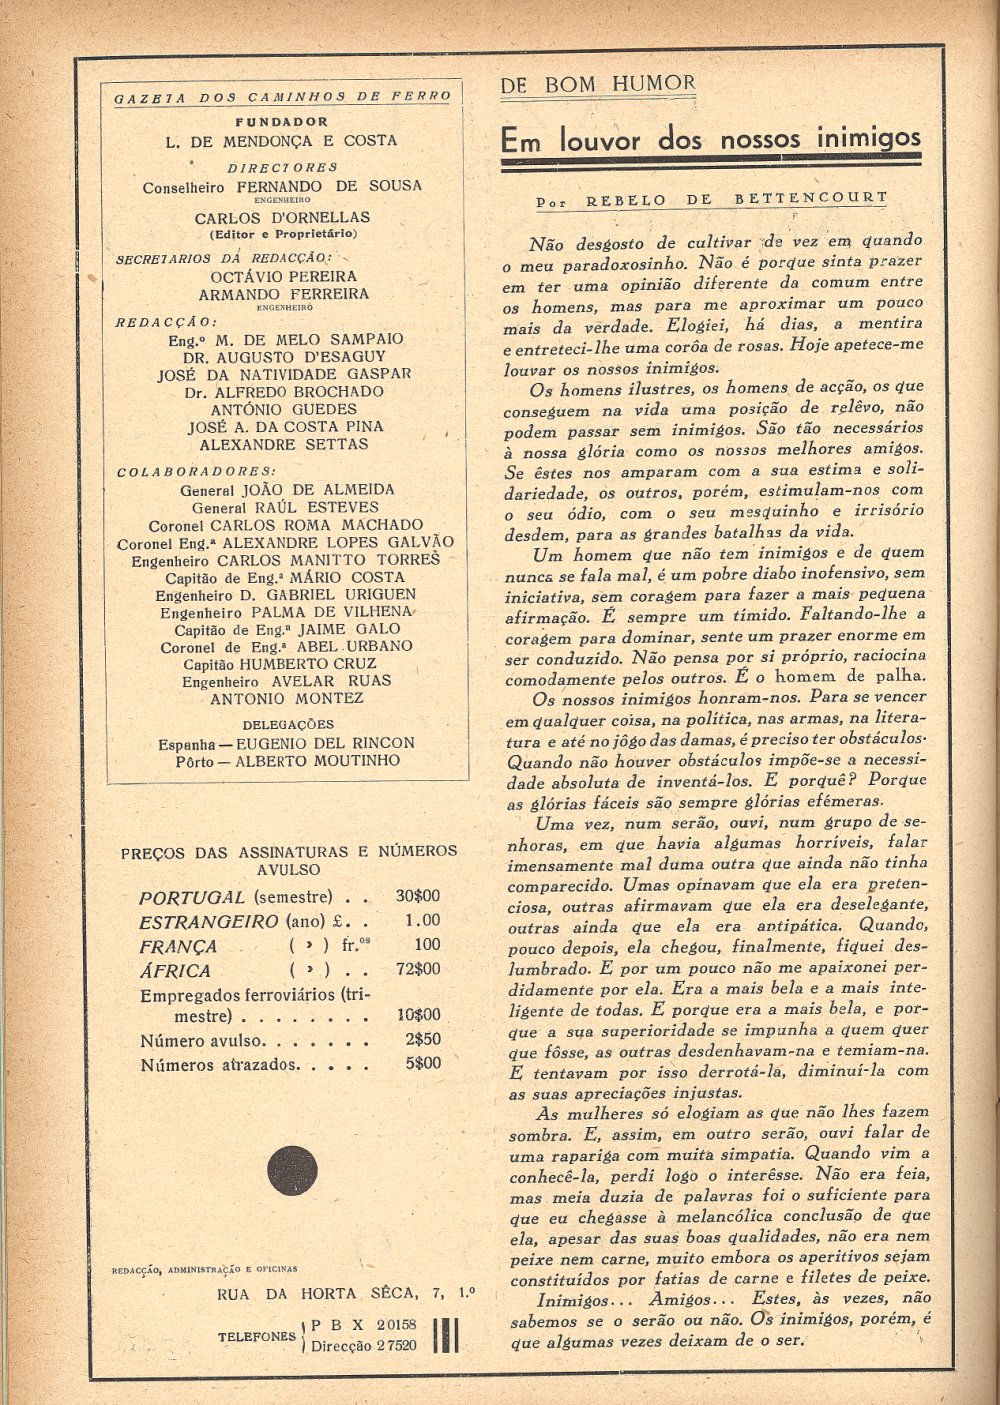 GAZETA DOS CAMINHOS DE FERRO
FUNDADOR
L. DE MENDONÇA E COSTA
DIRECTORES
Conselheiro FERNANDO DE SOUSA
ENGENHEIRO
CARLOS D'ORNELLAS
(Editor e Proprietário)
SECRETARIOS DA REDACÇÃO:
OCTÁVIO PEREIRA
ARMANDO FERREIRA
ENGENHEIRO
REDACÇÃO:
Eng.º M. DE MELO SAMPAIO
DR. AUGUSTO D'ESAGUY
JOSÉ DA NATIVIDADE GASPAR
Dr. ALFREDO BROCHADO
ANTÓNIO GUEDES
JOSÉ A. DA COSTA PINA
ALEXANDRE SETTAS
COLABORADORES:
General JOÃO DE ALMEIDA
General RAÚL ESTEVES
Coronel CARLOS ROMA MACHADO
Coronel Eng.ª ALEXANDRE LOPES GALVÃO
Engenheiro CARLOS MANITTO TORRES
Capitão de Eng.ª MÁRIO COSTA
Engenheiro D. GABRIEL URIGUEN
Engenheiro PALMA DE VILHENA
Capitão de Eng.ª JAIME GALO
Coronel de Eng.ª ABEL URBANO
Capitão HUMBERTO CRUZ
Engenheiro AVELAR RUAS
ANTONIO MONTEZ
DELEGAÇÕES
Espanha — EUGENIO DEL RINCON
Pôrto — ALBERTO MOUTINHO
PREÇOS DAS ASSINATURAS E NÚMEROS
AVULSO
PORTUGAL (semestre) . . 30$00
ESTRANGEIRO (ano) £. . 1.00
FRANÇA ( » ) fr.os 100
ÁFRICA ( » ) . . 72$00
Empregados ferroviários (tri-
mestre) . . . . . . . . 10$00
Número avulso. . . . . . . 2$50
Números atrazados. . . . . 5$00
REDACÇÃO, ADMINISTRAÇÃO E OFICINAS
RUA DA HORTA SÊCA, 7, 1.º
TELEFONES { P B X 20158
Direcção 27520
DE BOM HUMOR
Em louvor dos nossos inimigos
Por REBELO DE BETTENCOURT
Não desgosto de cultivar de vez em quando
o meu paradoxosinho. Não é porque sinta prazer
em ter uma opinião diferente da comum entre
os homens, mas para me aproximar um pouco
mais da verdade. Elogiei, há dias, a mentira
e entreteci-lhe uma corôa de rosas. Hoje apetece-me
louvar os nossos inimigos.
Os homens ilustres, os homens de acção, os que
conseguem na vida uma posição de relêvo, não
podem passar sem inimigos. São tão necessários
à nossa glória como os nossos melhores amigos.
Se êstes nos amparam com a sua estima e soli-
dariedade, os outros, porém, estimulam-nos com
o seu ódio, com o seu mesquinho e irrisório
desdem, para as grandes batalhas da vida.
Um homem que não tem inimigos e de quem
nunca se fala mal, é um pobre diabo inofensivo, sem
iniciativa, sem coragem para fazer a mais pequena
afirmação. É sempre um tímido. Faltando-lhe a
coragem para dominar, sente um prazer enorme em
ser conduzido. Não pensa por si próprio, raciocina
comodamente pelos outros. É o homem de palha.
Os nossos inimigos honram-nos. Para se vencer
em qualquer coisa, na política, nas armas, na litera-
tura e até no jôgo das damas, é preciso ter obstáculos.
Quando não houver obstáculos impõe-se a necessi-
dade absoluta de inventá-los. E porquê? Porque
as glórias fáceis são sempre glórias efémeras.
Uma vez, num serão, ouvi, num grupo de se-
nhoras, em que havia algumas horríveis, falar
imensamente mal duma outra que ainda não tinha
comparecido. Umas opinavam que ela era preten-
ciosa, outras afirmavam que ela era deselegante,
outras ainda que ela era antipática. Quando,
pouco depois, ela chegou, finalmente, fiquei des-
lumbrado. E por um pouco não me apaixonei per-
didamente por ela. Era a mais bela e a mais inte-
ligente de todas. E porque era a mais bela, e por-
que a sua superioridade se impunha a quem quer
que fôsse, as outras desdenhavam-na e temiam-na.
E tentavam por isso derrotá-la, diminuí-la com
as suas apreciações injustas.
As mulheres só elogiam as que não lhes fazem
sombra. E, assim, em outro serão, ouvi falar de
uma rapariga com muita simpatia. Quando vim a
conhecê-la, perdi logo o interêsse. Não era feia,
mas meia duzia de palavras foi o suficiente para
que eu chegasse à melancólica conclusão de que
ela, apesar das suas boas qualidades, não era nem
peixe nem carne, muito embora os aperitivos sejam
constituídos por fatias de carne e filetes de peixe.
Inimigos... Amigos... Estes, às vezes, não
sabemos se o serão ou não. Os inimigos, porém, é
que algumas vezes deixam de o ser.